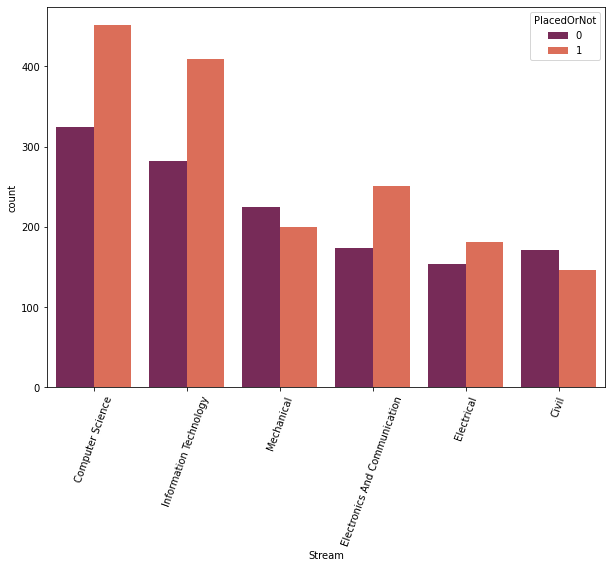 PlacedOrNot
0
1
400
300
200
100
0
count
Computer Science
Information Technology
Mechanical
Electronics And Communication
Electrical
Civil
Stream